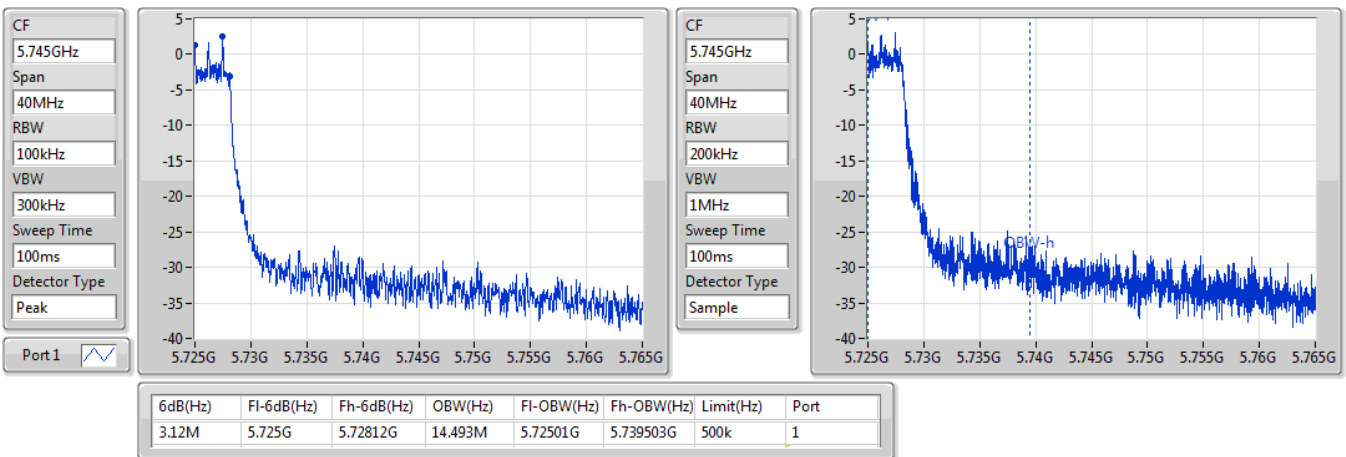 CF
5.745GHz
Span
40MHz
RBW
100kHz
VBW
300kHz
Sweep Time
100ms
Detector Type
Peak
Port 1
5
0
-5
-10
-15
-20
-25
-30
-35
-40
5.725G 5.73G 5.735G 5.74G 5.745G 5.75G 5.755G 5.76G 5.765G
CF
5.745GHz
Span
40MHz
RBW
200kHz
VBW
1MHz
Sweep Time
100ms
Detector Type
Sample
5
0
-5
-10
-15
-20
-25
-30
-35
-40
OBW-h
5.725G 5.73G 5.735G 5.74G 5.745G 5.75G 5.755G 5.76G 5.765G
6dB(Hz) Fl-6dB(Hz) Fh-6dB(Hz) OBW(Hz) Fl-OBW(Hz) Fh-OBW(Hz) Limit(Hz) Port
3.12M 5.725G 5.72812G 14.493M 5.72501G 5.739503G 500k 1